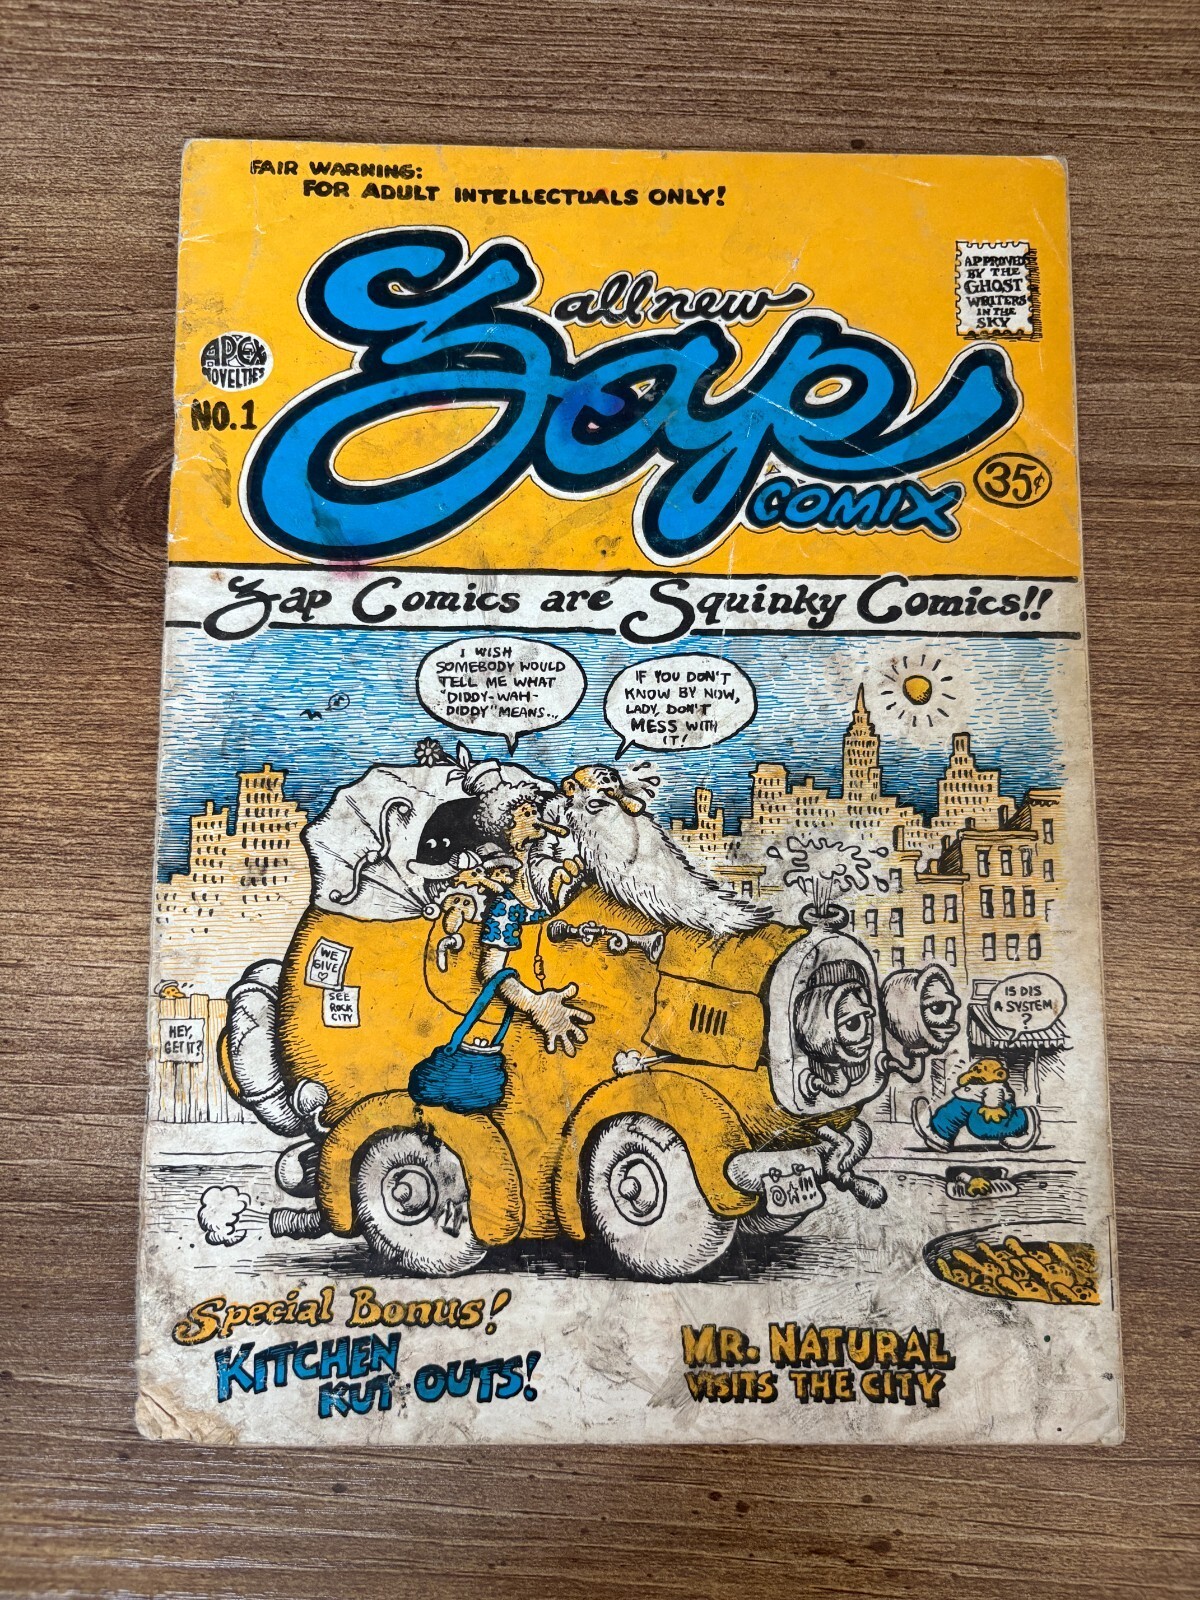 FAIR WARNING:
FOR ADULT INTELLECTUALS ONLY!
all new
Zap
COMIX
APPROVED
BY THE
GHOST
WRITERS
IN THE
SKY
APEX
NOVELTIES
NO.1
35¢
Zap Comics are Squinky Comics!!
I WISH
SOMEBODY WOULD
TELL ME WHAT
"DIDDY-WAH-
DIDDY" MEANS...
IF YOU DON'T
KNOW BY NOW,
LADY, DON'T
MESS WITH
IT!
WE
GIVE
SEE
ROCK
CITY
HEY,
GET IT?
IS DIS
A SYSTEM
?
Special Bonus!
KITCHEN
KUT OUTS!
MR. NATURAL
VISITS THE CITY